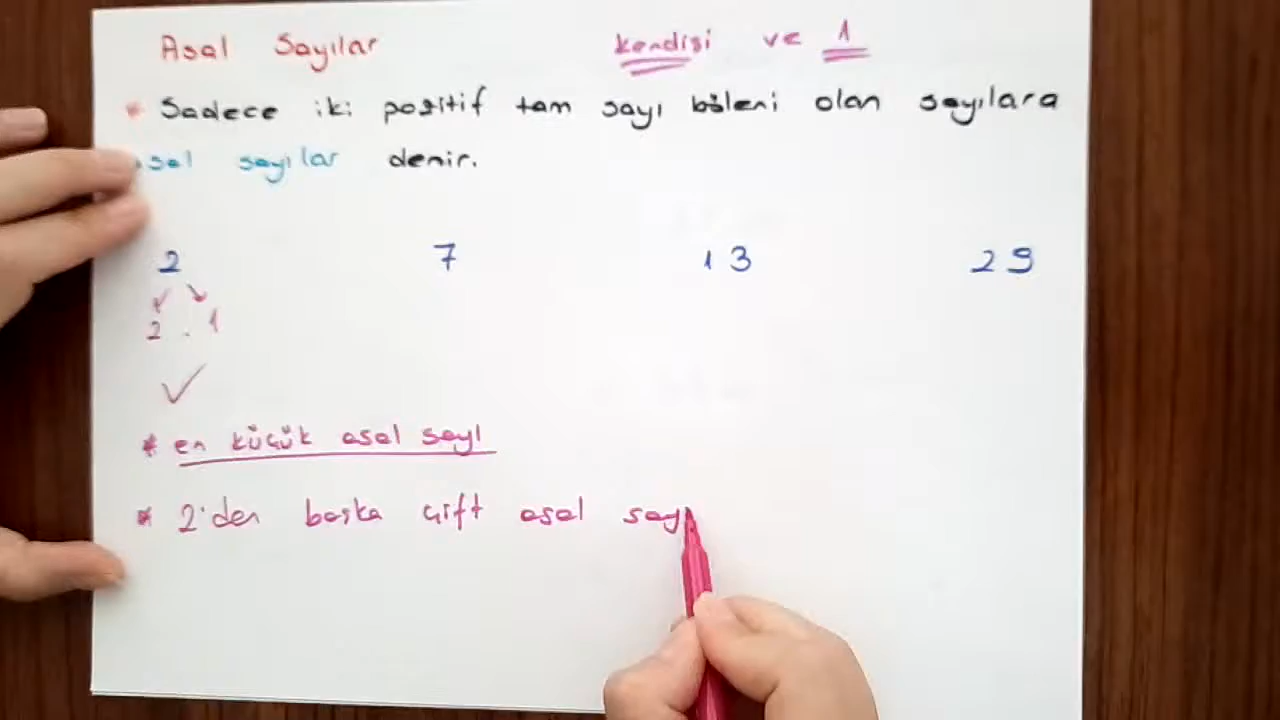 Asal Sayılar kendisi ve 1
* Sadece iki pozitif tam sayı böleni olan sayılara
asal sayılar denir.
2 7 13 29
2 . 1
* en küçük asal sayı
* 2'den başka çift asal say